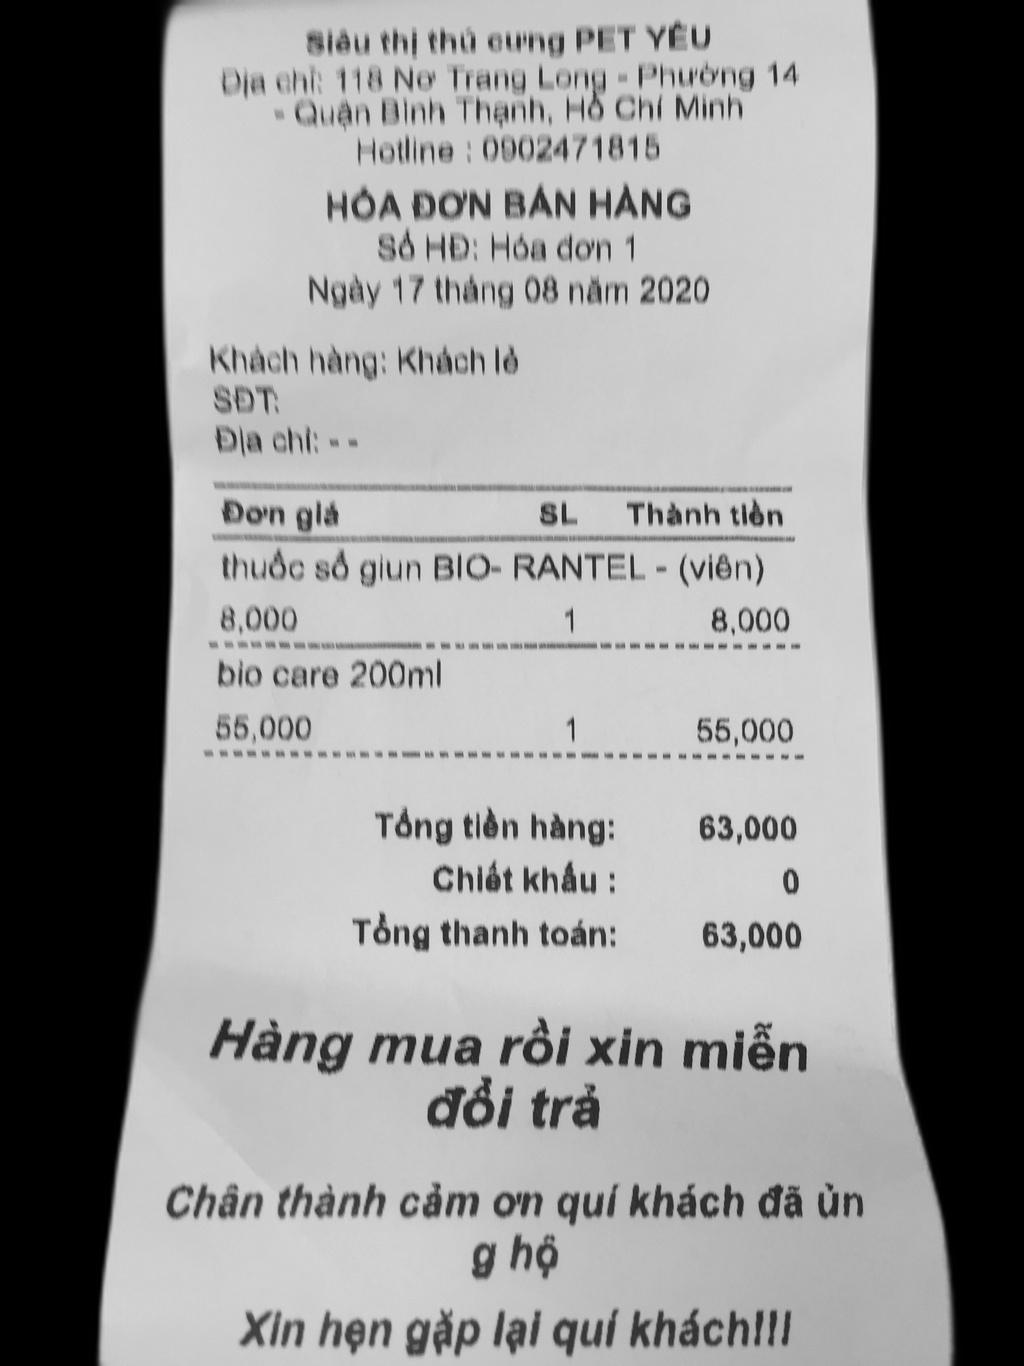 Siêu thị thú cưng PET YÊU
Địa chỉ: 118 Nơ Trang Long - Phường 14
- Quận Bình Thạnh, Hồ Chí Minh
Hotline : 0902471815
HÓA ĐƠN BÁN HÀNG
Số HĐ: Hóa đơn 1
Ngày 17 tháng 08 năm 2020
Khách hàng: Khách lẻ
SĐT:
Địa chỉ: - -
Đơn giá SL Thành tiền
thuốc sổ giun BIO- RANTEL - (viên)
8,000 1 8,000
bio care 200ml
55,000 1 55,000
Tổng tiền hàng: 63,000
Chiết khấu : 0
Tổng thanh toán: 63,000
Hàng mua rồi xin miễn
đổi trả
Chân thành cảm ơn quí khách đã ủn
g hộ
Xin hẹn gặp lại quí khách!!!